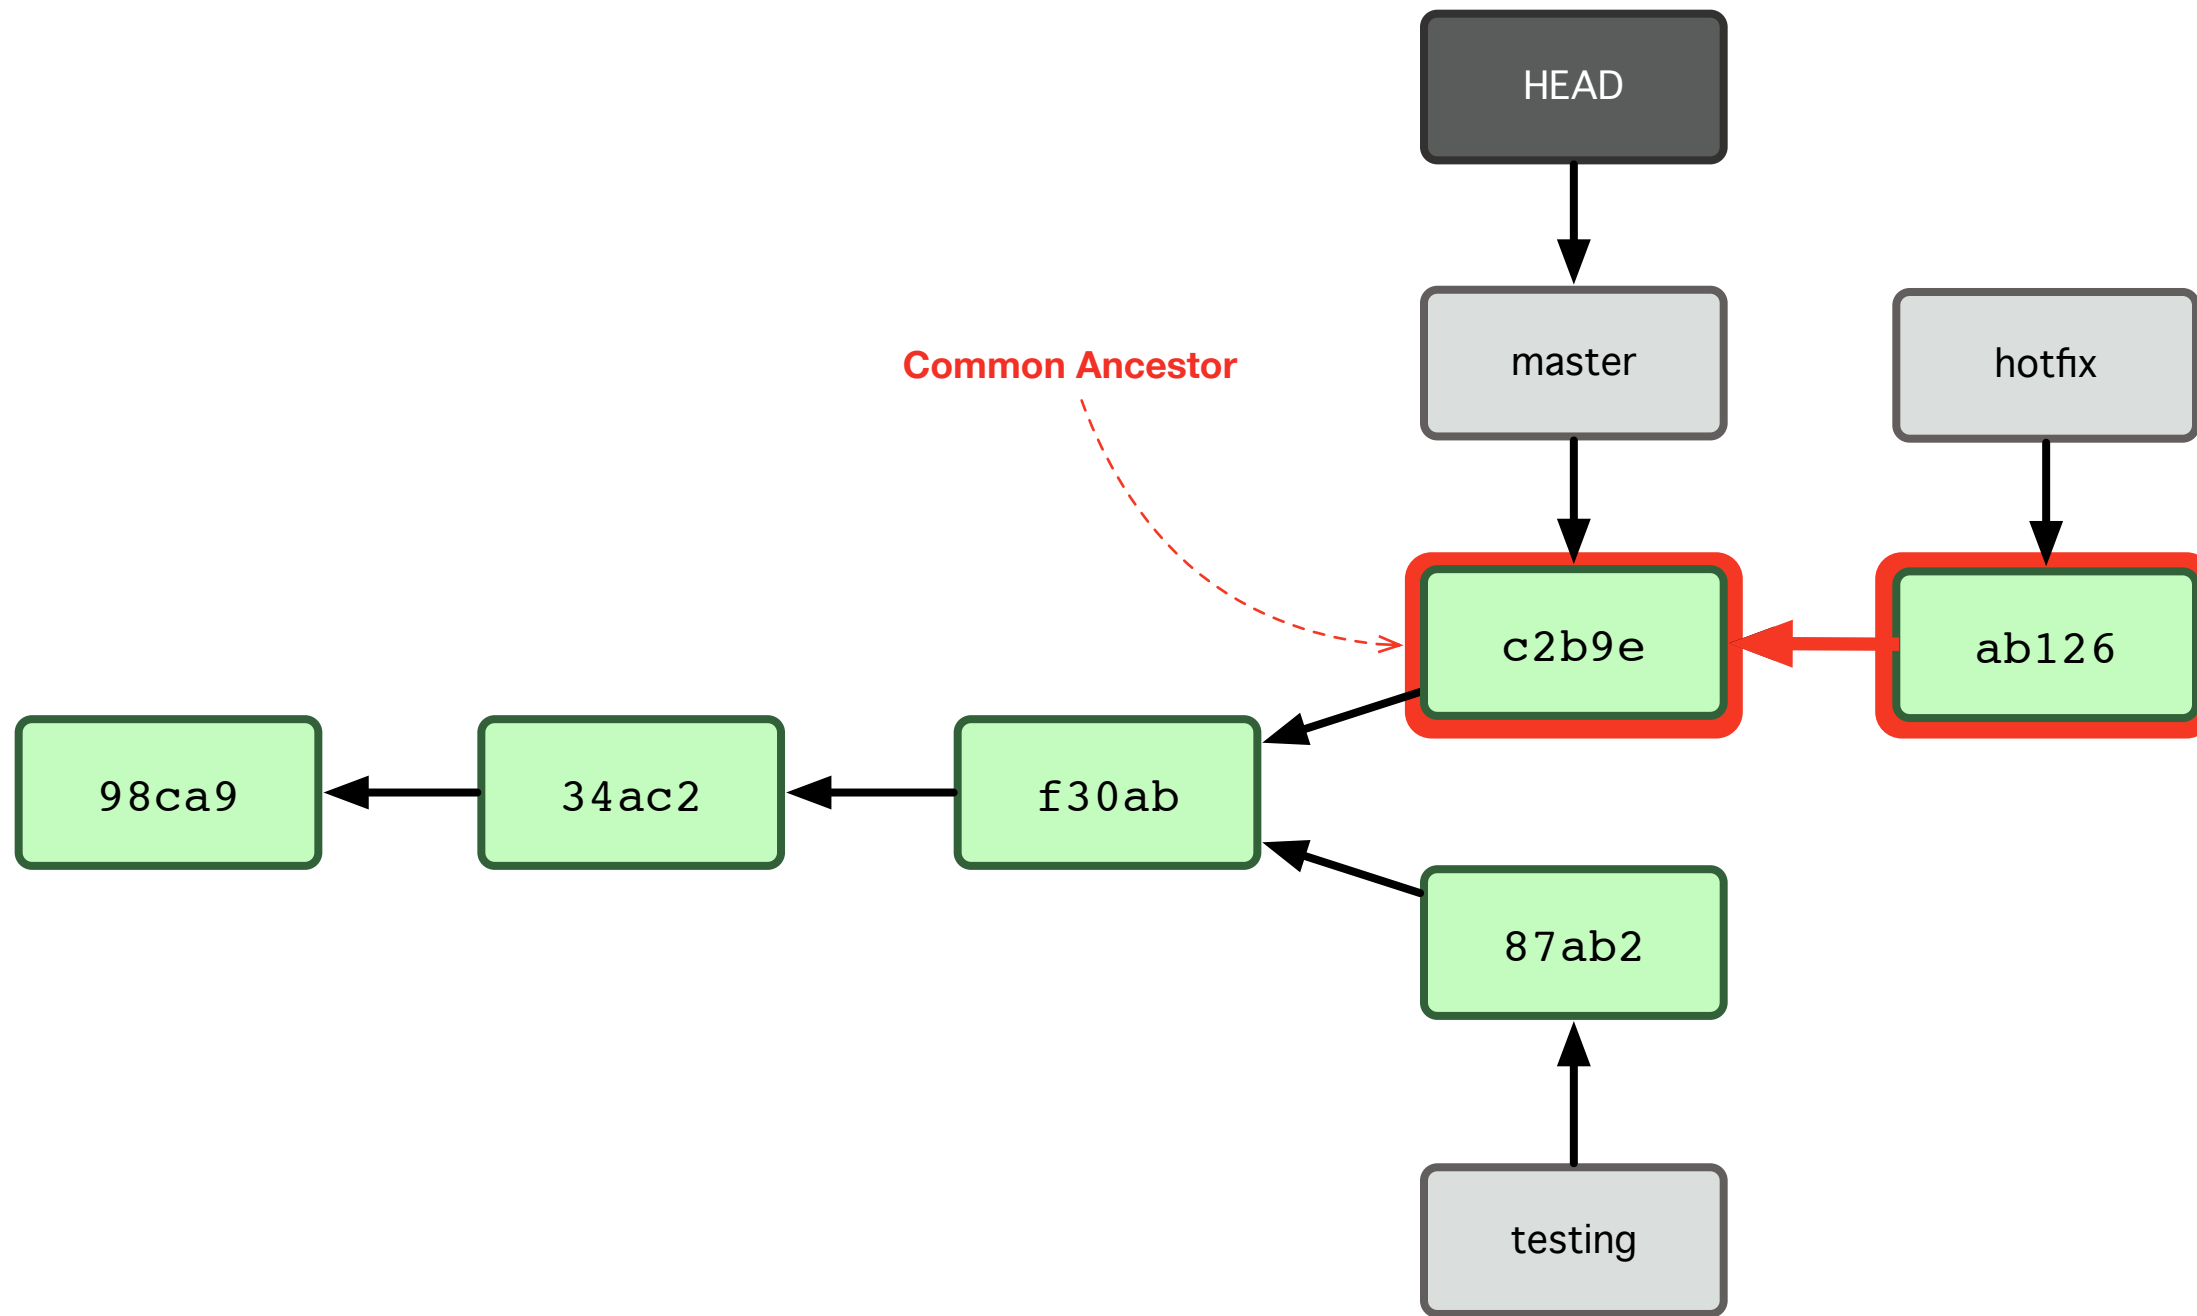 HEAD
master
hotfix
Common Ancestor
c2b9e
ab126
98ca9
34ac2
f30ab
87ab2
testing